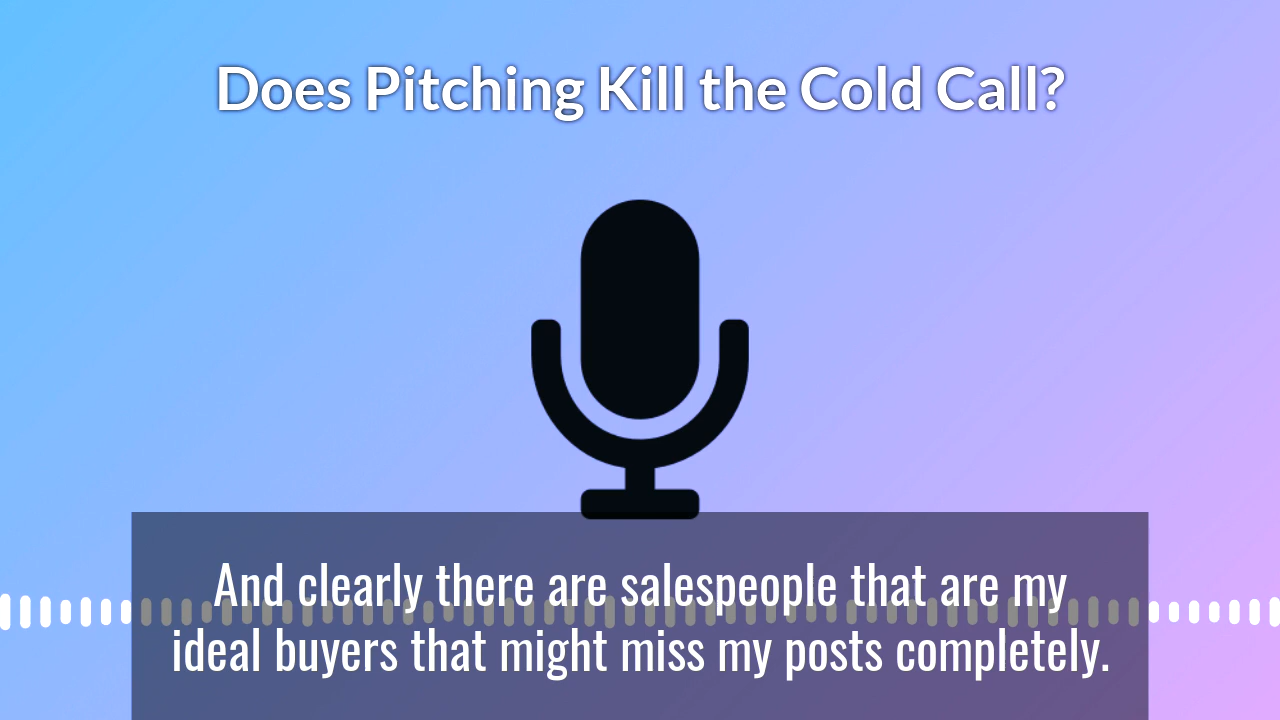 Does Pitching Kill the Cold Call?
And clearly there are salespeople that are my
ideal buyers that might miss my posts completely.